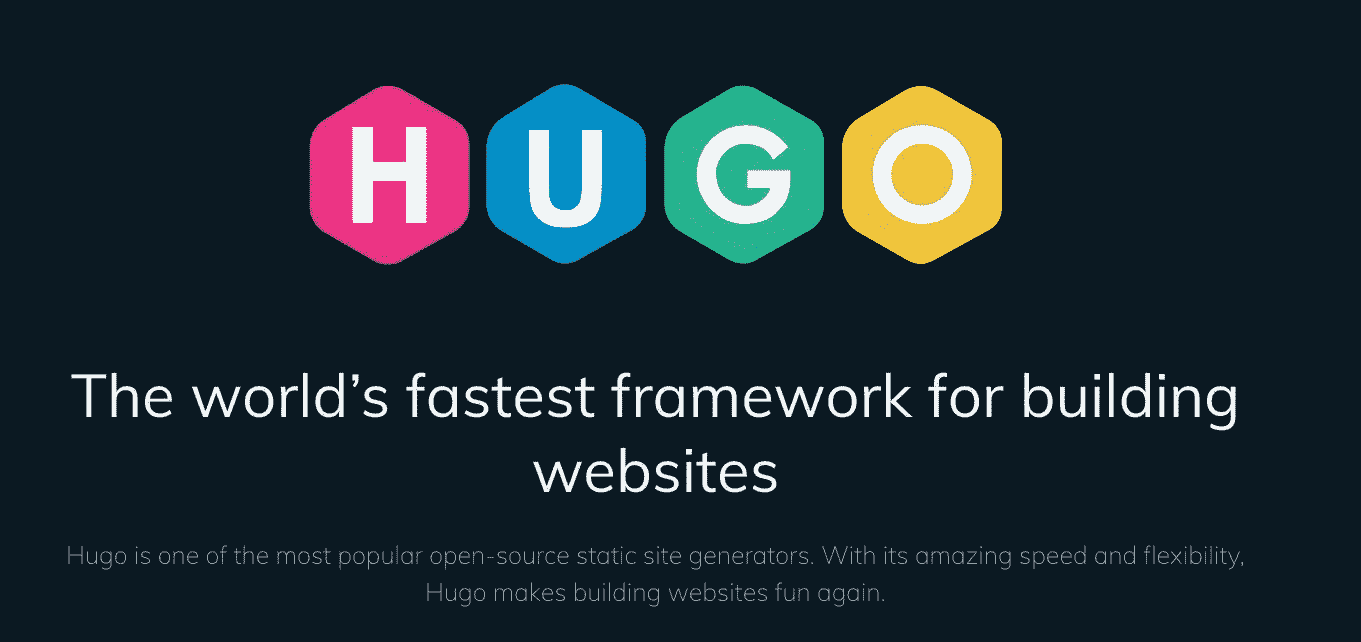 HUGO
The world’s fastest framework for building
websites
Hugo is one of the most popular open-source static site generators. With its amazing speed and flexibility,
Hugo makes building websites fun again.